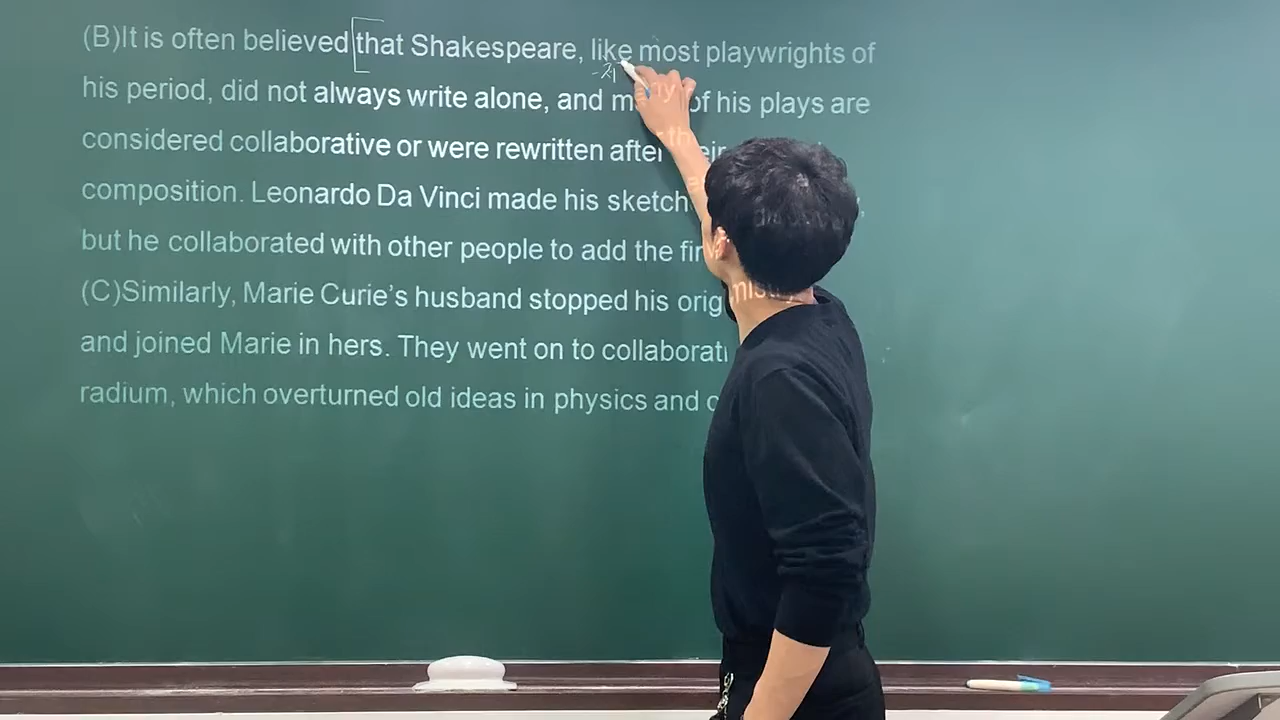 (B)It is often believed that Shakespeare, like most playwrights of
his period, did not always write alone, and of his plays are
considered collaborative or were rewritten after
composition. Leonardo Da Vinci made his sketch
but he collaborated with other people to add the
(C)Similarly, Marie Curie’s husband stopped his
and joined Marie in hers. They went on to
radium, which overturned old ideas in physics and